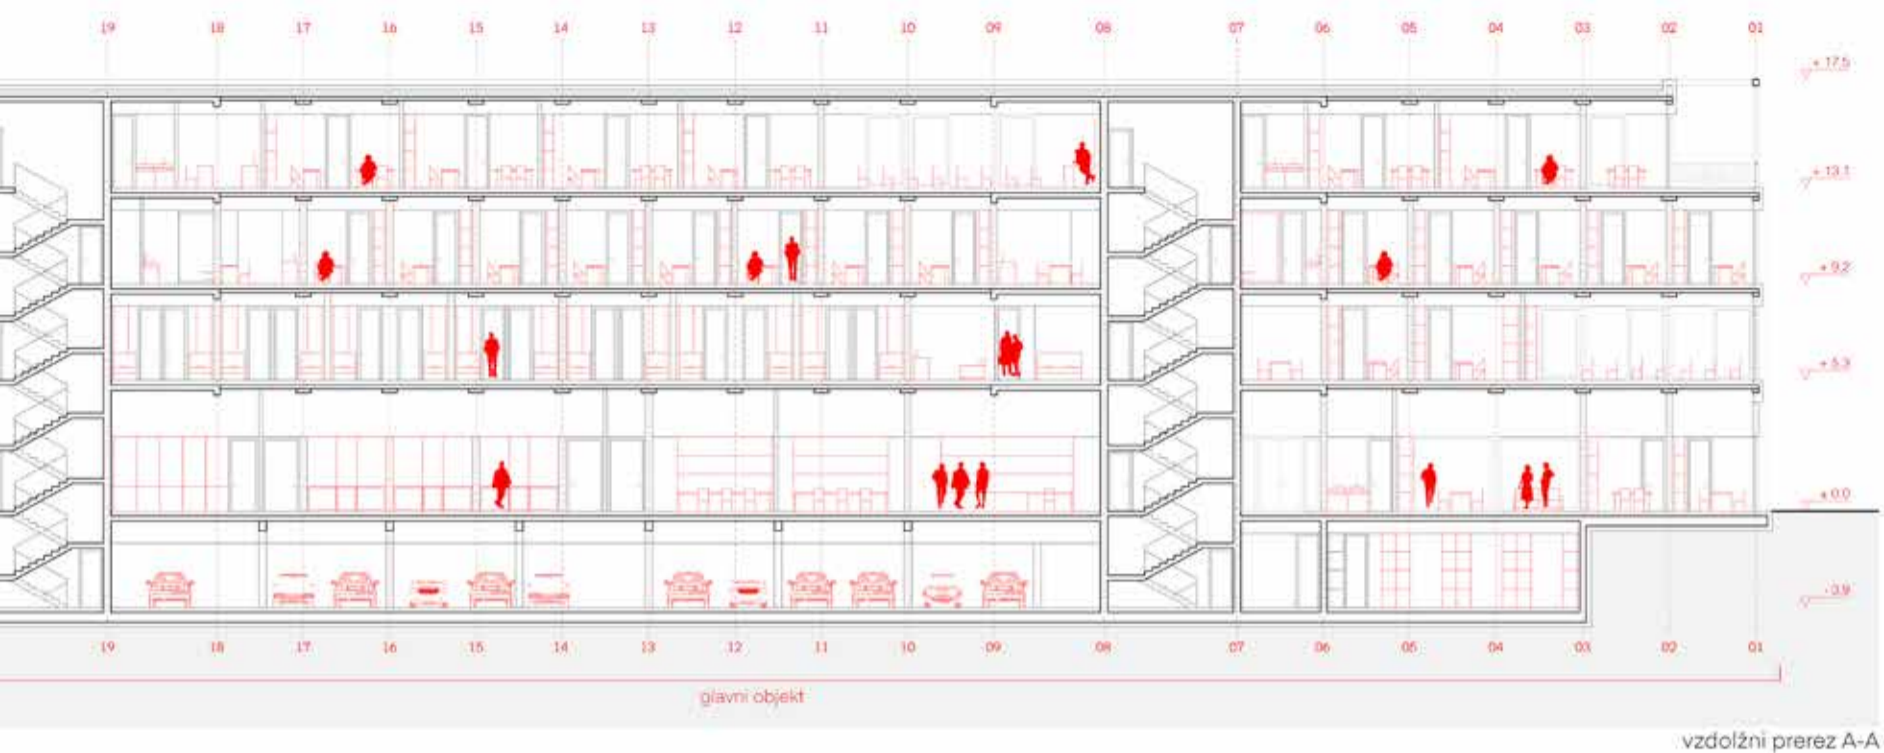 19 18 17 16 15 14 13 12 11 10 09 08 07 06 05 04 03 02 01
+ 17,5
+ 13,1
+ 9,2
+ 5,3
± 0,0
- 3,9
19 18 17 16 15 14 13 12 11 10 09 08 07 06 05 04 03 02 01
glavni objekt
vzdolžni prerez A-A